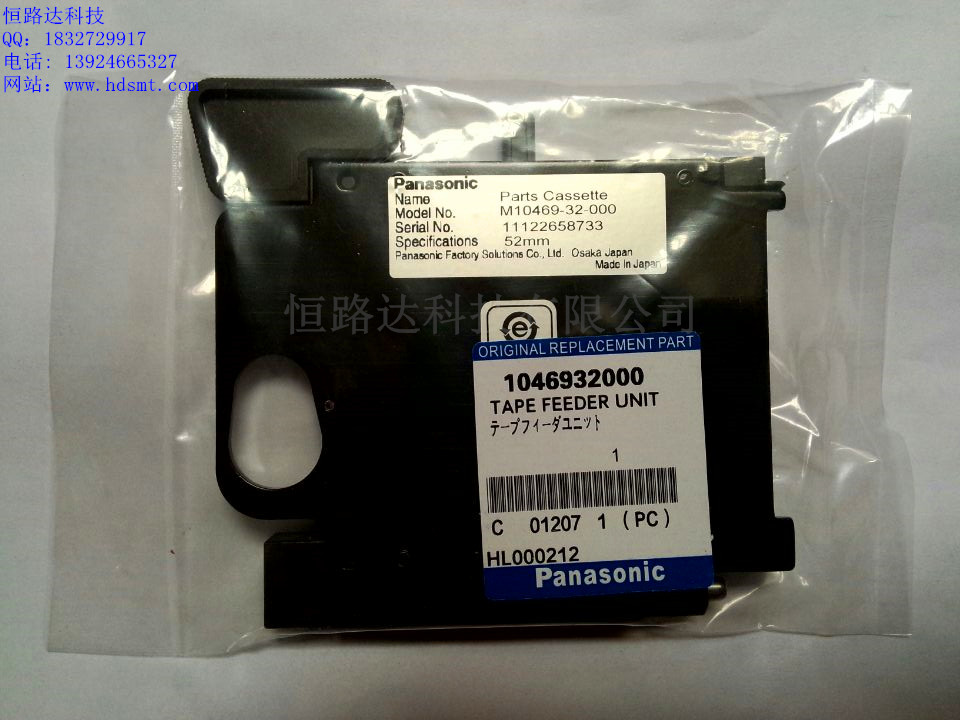 恒路达科技
QQ: 1832729917
电话: 13924665327
网站: www.hdsmt.com
Panasonic
Name Parts Cassette
Model No. M10469-32-000
Serial No. 11122658733
Specifications 52mm
Panasonic Factory Solutions Co., Ltd. Osaka Japan
Made in Japan
恒路达科技有限公司
e
ORIGINAL REPLACEMENT PART
1046932000
TAPE FEEDER UNIT
テープフィーダユニット
1
C 01207 1 (PC)
HL000212
Panasonic